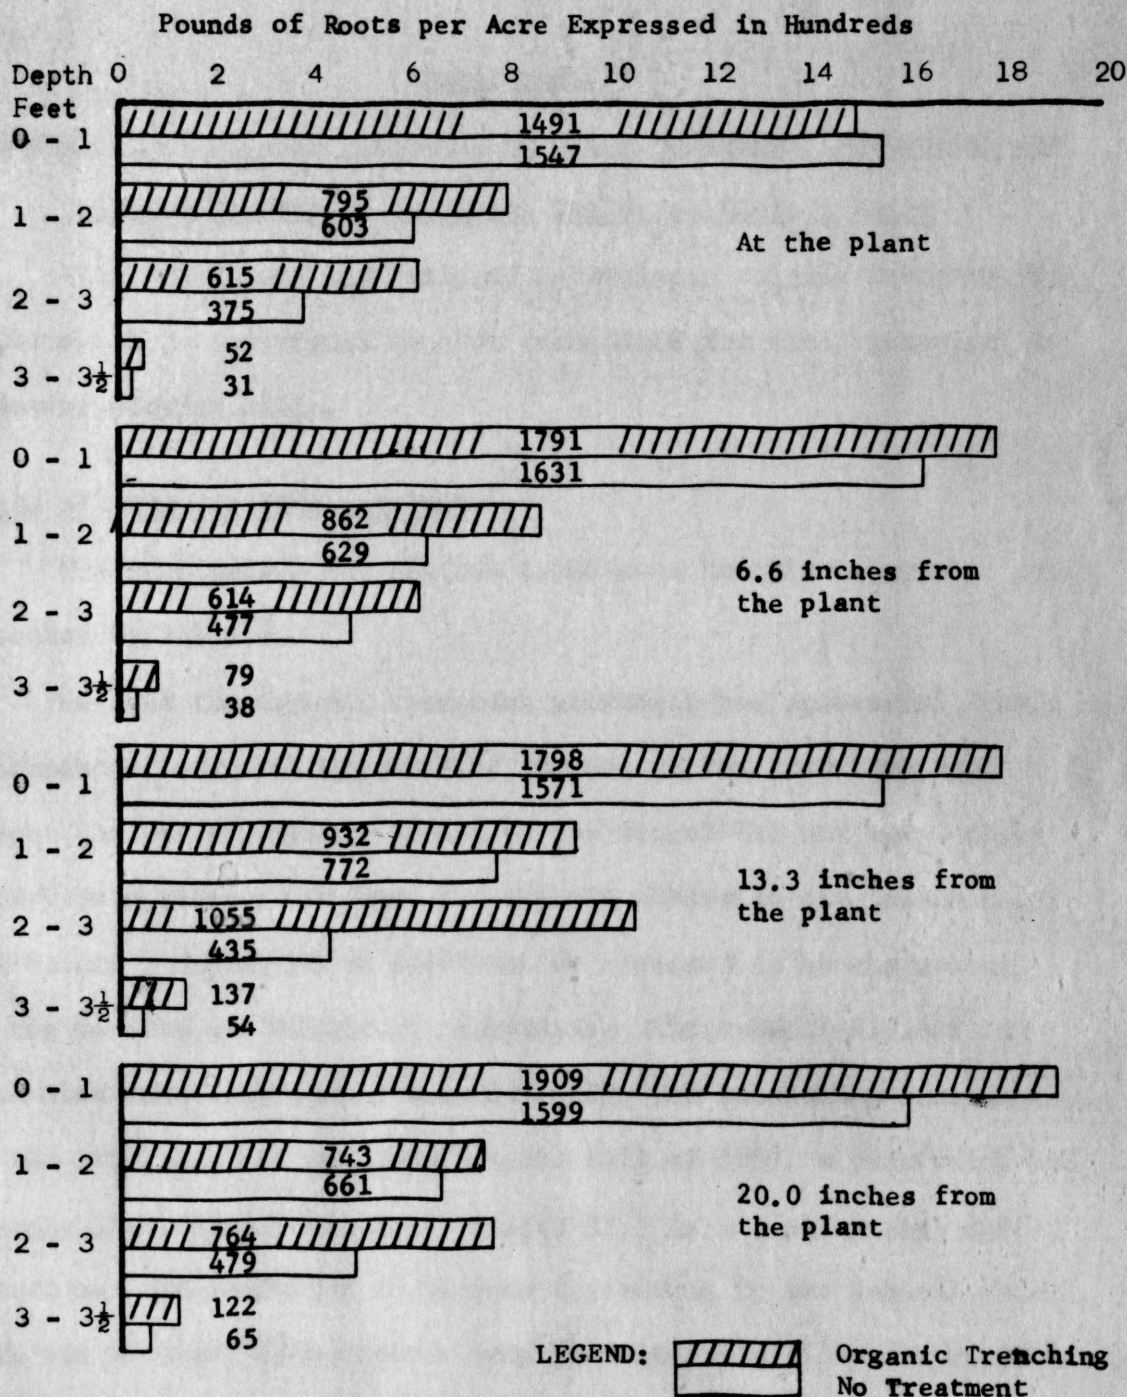 Pounds of Roots per Acre Expressed in Hundreds
Depth 0 2 4 6 8 10 12 14 16 18 20
Feet
0 - 1 1491
1547
1 - 2 795
603
At the plant
2 - 3 615
375
3 - 3½ 52
31
0 - 1 1791
1631
1 - 2 862
629
6.6 inches from
the plant
2 - 3 614
477
3 - 3½ 79
38
0 - 1 1798
1571
1 - 2 932
772
13.3 inches from
the plant
2 - 3 1055
435
3 - 3½ 137
54
0 - 1 1909
1599
1 - 2 743
661
20.0 inches from
the plant
2 - 3 764
479
3 - 3½ 122
65
LEGEND: Organic Trenching
No Treatment